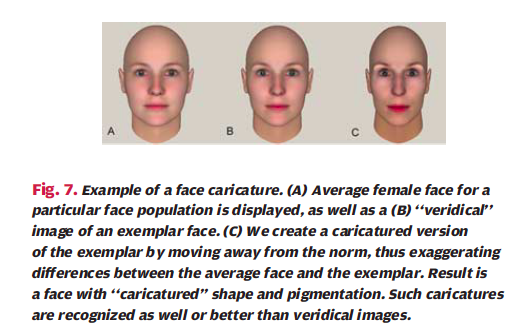 A
B
C
Fig. 7. Example of a face caricature. (A) Average female face for a
particular face population is displayed, as well as a (B) ‘‘veridical’’
image of an exemplar face. (C) We create a caricatured version
of the exemplar by moving away from the norm, thus exaggerating
differences between the average face and the exemplar. Result is
a face with ‘‘caricatured’’ shape and pigmentation. Such caricatures
are recognized as well or better than veridical images.